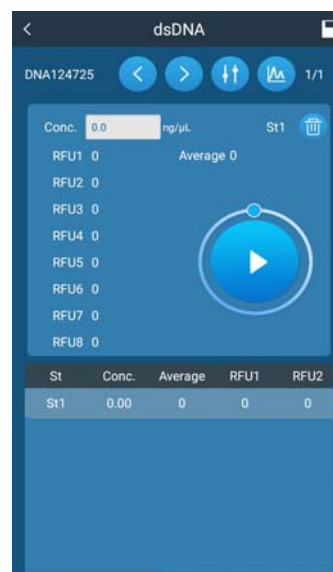 dsDNA
DNA124725 1/1
Conc. 0.0 ng/μL St1
RFU1 0 Average 0
RFU2 0
RFU3 0
RFU4 0
RFU5 0
RFU6 0
RFU7 0
RFU8 0
St Conc. Average RFU1 RFU2
St1 0.00 0 0 0